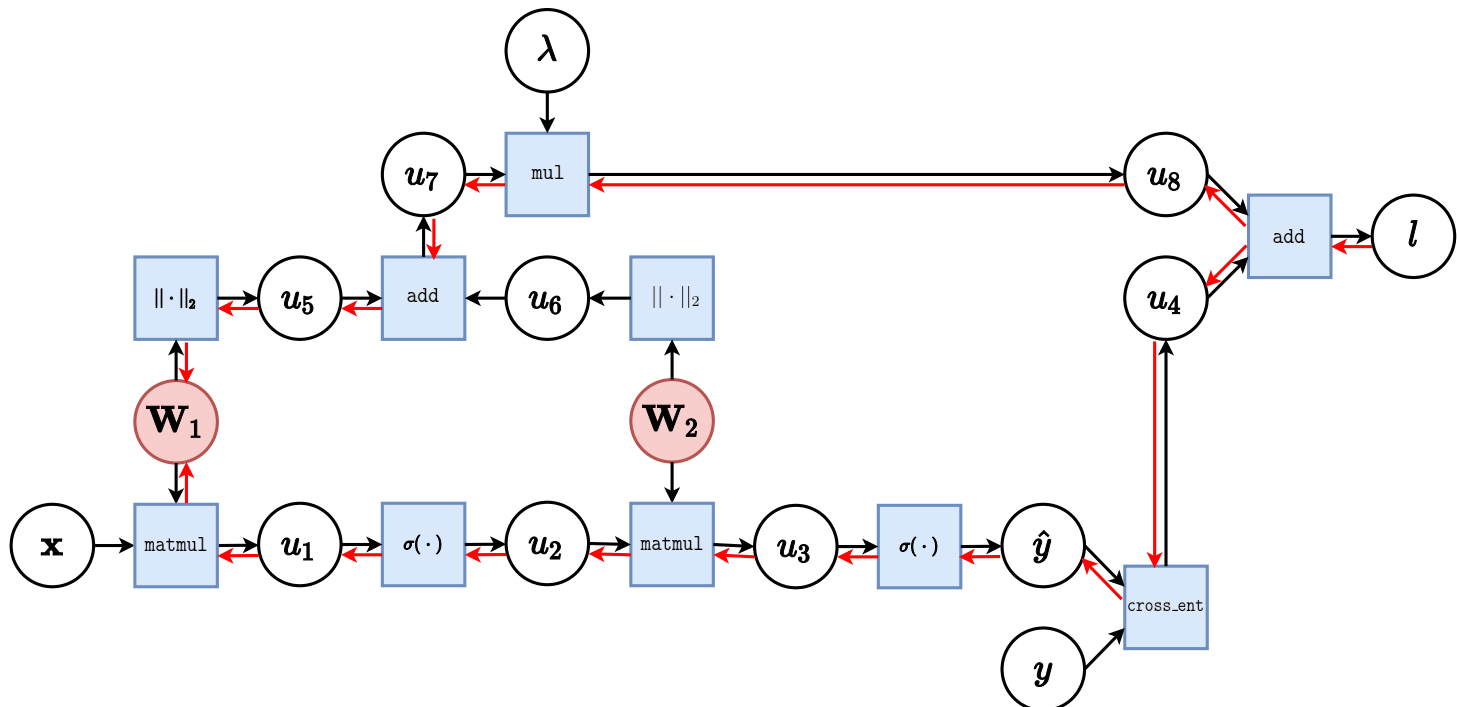 λ
u₇
mul
u₈
add
l
||·||₂
u₅
add
u₆
||·||₂
u₄
W₁
W₂
x
matmul
u₁
σ(·)
u₂
matmul
u₃
σ(·)
ŷ
cross_ent
y